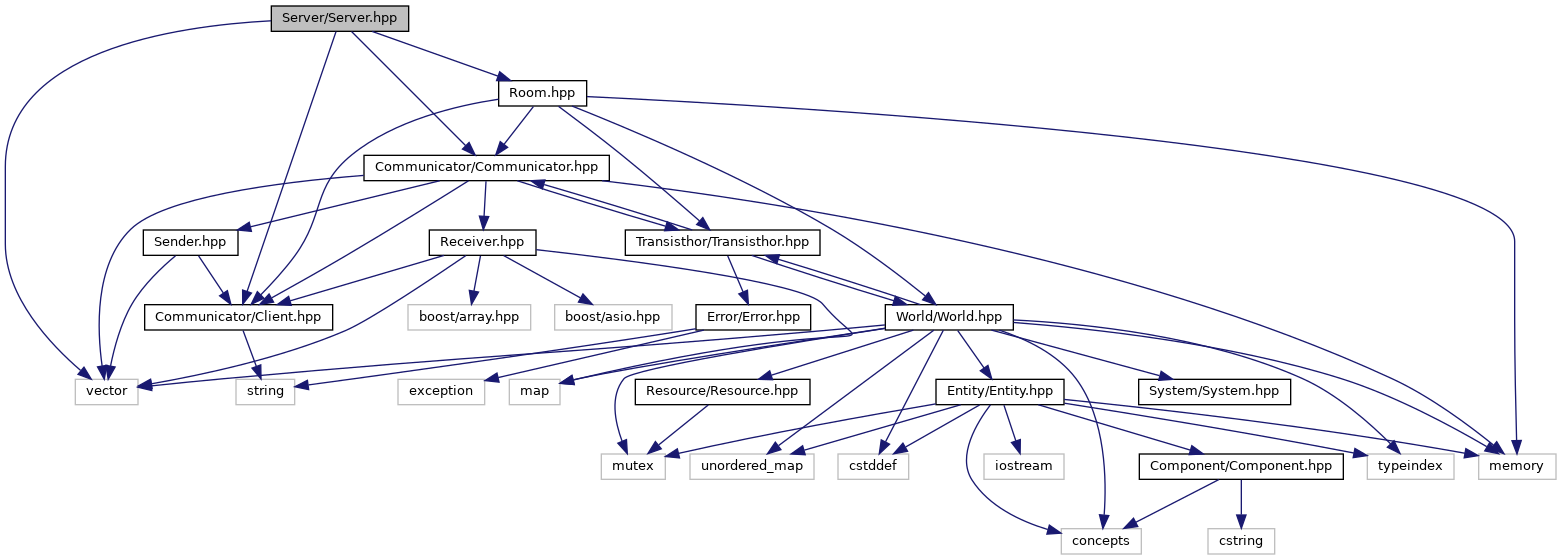 Server/Server.hpp
Room.hpp
Communicator/Communicator.hpp
Sender.hpp
Receiver.hpp
Transisthor/Transisthor.hpp
Communicator/Client.hpp
boost/array.hpp
boost/asio.hpp
Error/Error.hpp
World/World.hpp
vector
string
exception
map
Resource/Resource.hpp
Entity/Entity.hpp
System/System.hpp
mutex
unordered_map
cstddef
iostream
Component/Component.hpp
typeindex
memory
concepts
cstring